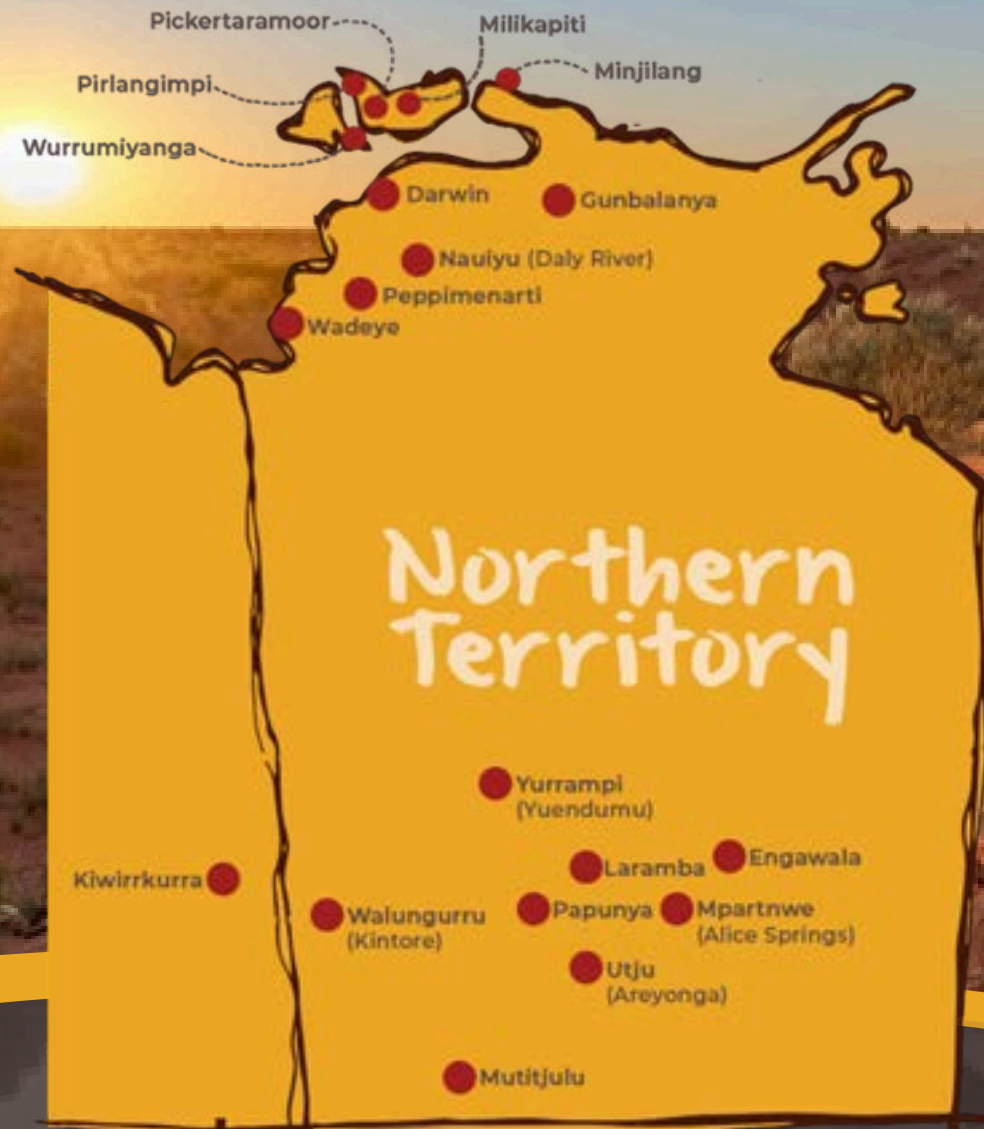 Pickertaramoor
Milikapiti
Pirlangimpi
Minjilang
Wurrumiyanga
Darwin
Gunbalanya
Nauiyu (Daly River)
Peppimenarti
Wadeye
Northern
Territory
Yurrampi
(Yuendumu)
Laramba
Engawala
Kiwirrkurra
Walungurru
(Kintore)
Papunya
Mpartnwe
(Alice Springs)
Utju
(Areyonga)
Mutitjulu